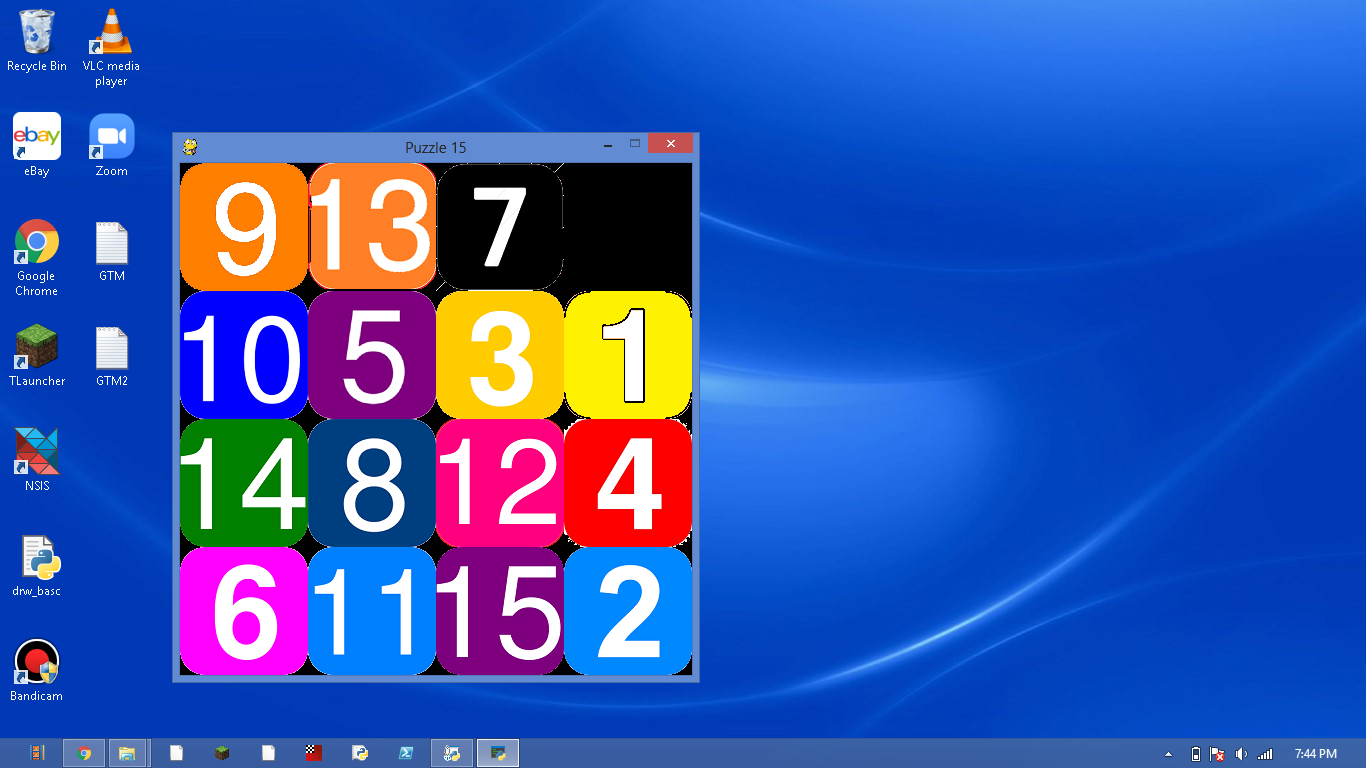 Recycle Bin
VLC media
player
ebay
eBay
Zoom
Google
Chrome
GTM
TLauncher
GTM2
NSIS
drw_basc
Bandicam
Puzzle 15
9 13 7
10 5 3 1
14 8 12 4
6 11 15 2
7:44 PM